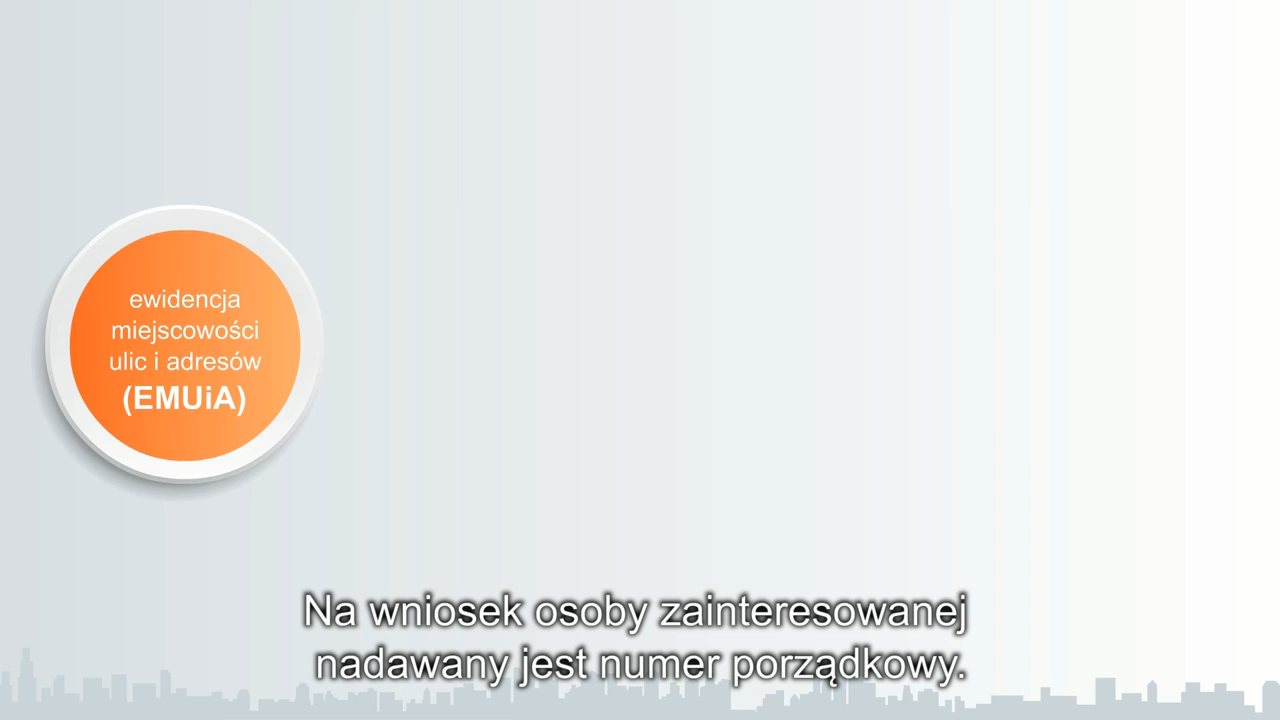 ewidencja
miejscowości
ulic i adresów
(EMUiA)
Na wniosek osoby zainteresowanej
nadawany jest numer porządkowy.